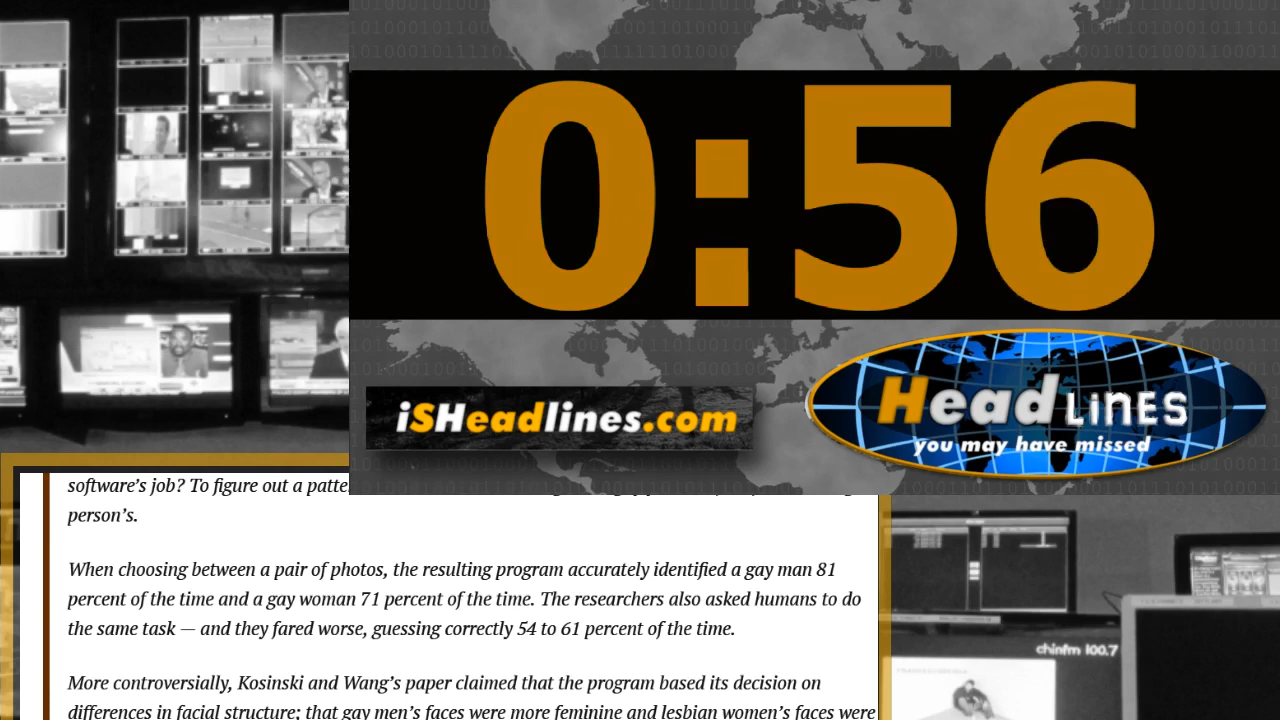 0:56
iSHeadlines.com
HeadLINES
you may have missed
software's job? To figure out a patte
person's.
When choosing between a pair of photos, the resulting program accurately identified a gay man 81
percent of the time and a gay woman 71 percent of the time. The researchers also asked humans to do
the same task — and they fared worse, guessing correctly 54 to 61 percent of the time.
chinfm 100.7
More controversially, Kosinski and Wang's paper claimed that the program based its decision on
differences in facial structure; that gay men's faces were more feminine and lesbian women's faces were